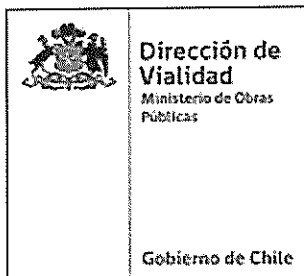 Dirección de
Vialidad
Ministerio de Obras
Públicas
Gobierno de Chile